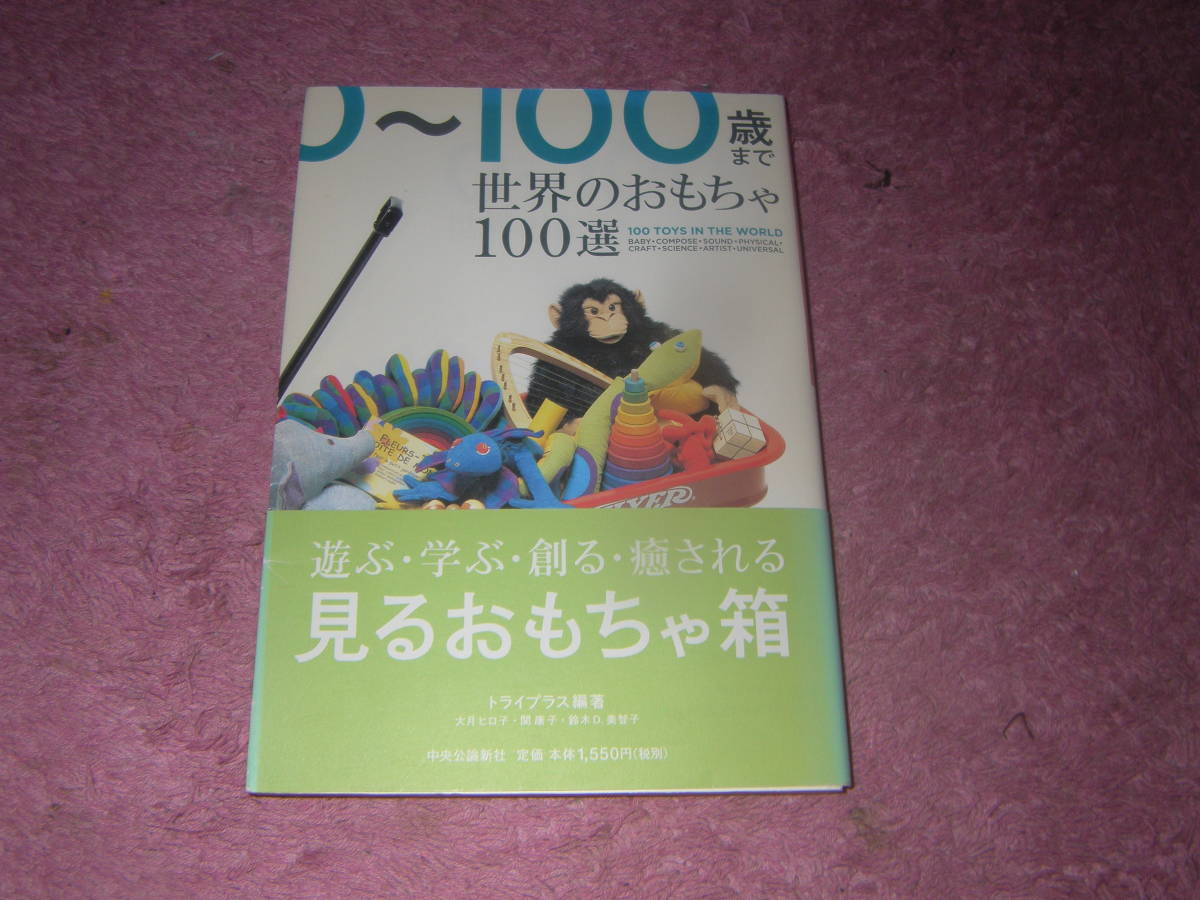 0~100歳
まで
世界のおもちゃ
100選
100 TOYS IN THE WORLD
BABY・COMPOSE・SOUND・PHYSICAL・
CRAFT・SCIENCE・ARTIST・UNIVERSAL
FLEURS-
遊ぶ・学ぶ・創る・癒される
見るおもちゃ箱
トライプラス編著
大月ヒロ子・関康子・鈴木D.美智子
中央公論新社 定価 本体1,550円(税別)